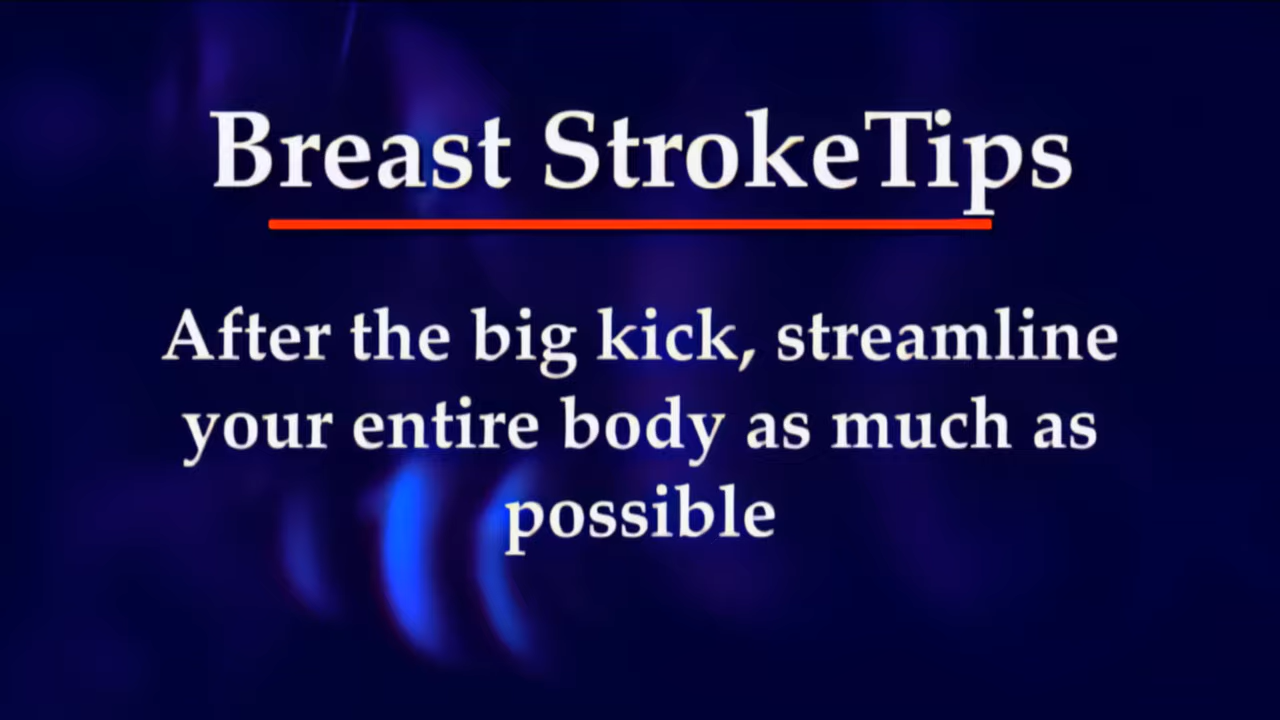 Breast StrokeTips
After the big kick, streamline
your entire body as much as
possible